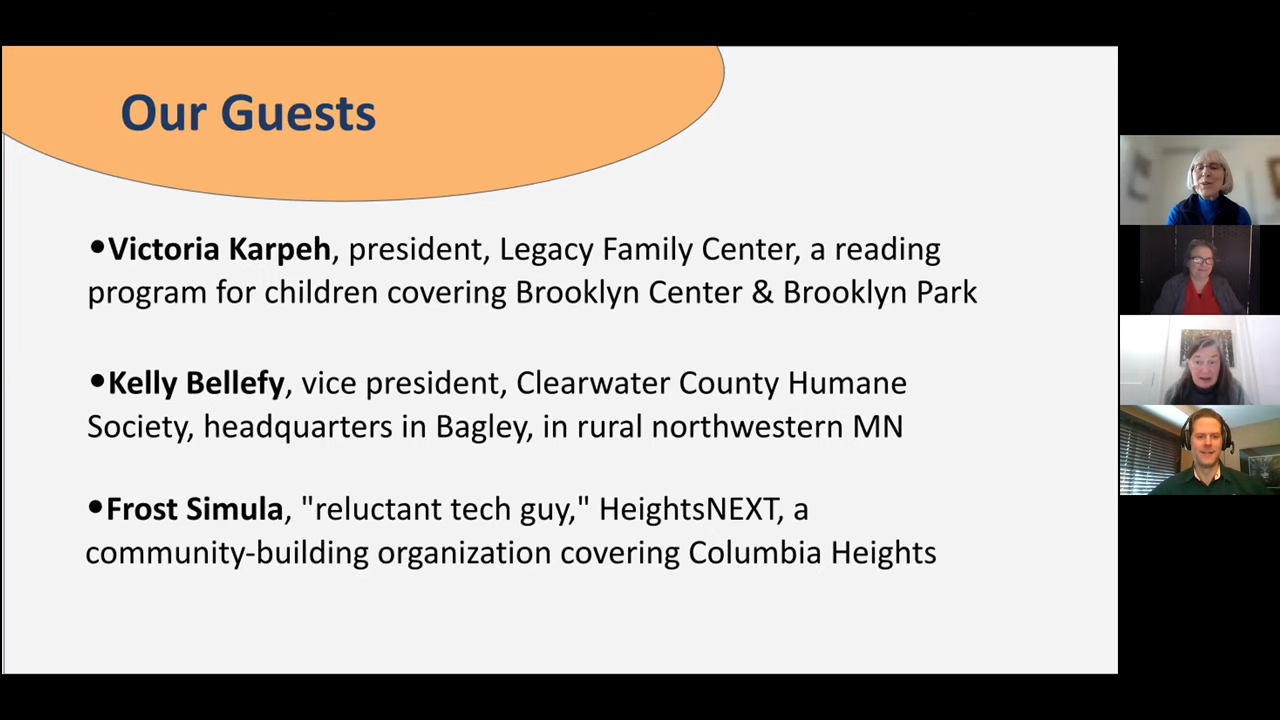 Our Guests
•Victoria Karpeh, president, Legacy Family Center, a reading
program for children covering Brooklyn Center & Brooklyn Park
•Kelly Bellefy, vice president, Clearwater County Humane
Society, headquarters in Bagley, in rural northwestern MN
•Frost Simula, "reluctant tech guy," HeightsNEXT, a
community-building organization covering Columbia Heights